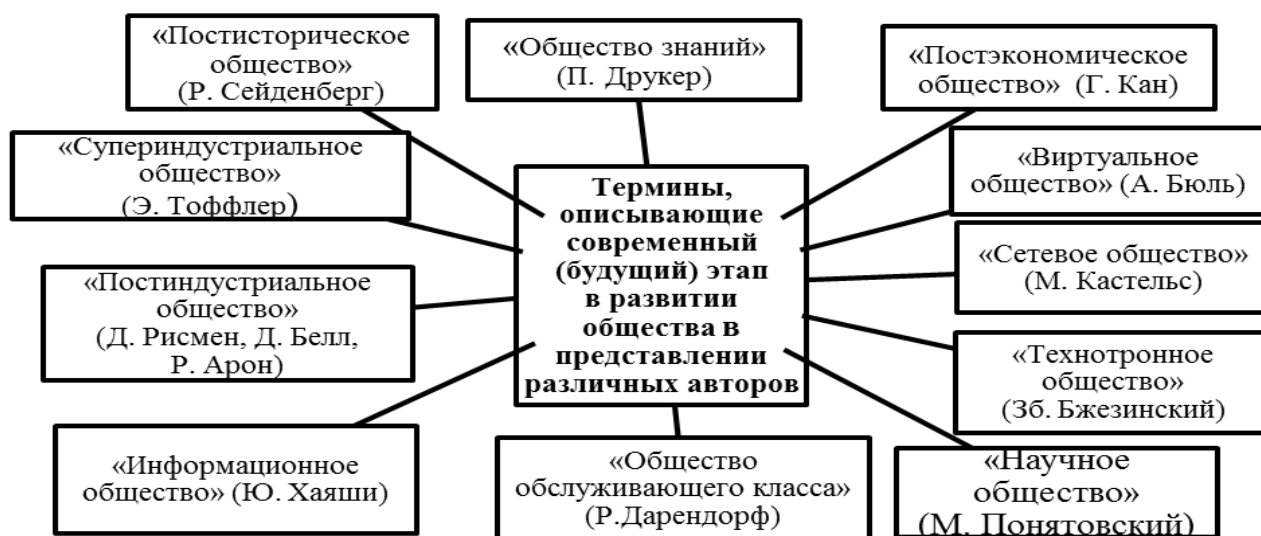 «Постисторическое
общество»
(Р. Сейденберг)
«Общество знаний»
(П. Друкер)
«Постэкономическое
общество» (Г. Кан)
«Супериндустриальное
общество»
(Э. Тоффлер)
«Виртуальное
общество» (А. Бюль)
Термины,
описывающие
современный
(будущий) этап
в развитии
общества в
представлении
различных авторов
«Сетевое общество»
(М. Кастельс)
«Постиндустриальное
общество»
(Д. Рисмен, Д. Белл,
Р. Арон)
«Технотронное
общество»
(Зб. Бжезинский)
«Информационное
общество» (Ю. Хаяши)
«Общество
обслуживающего класса»
(Р.Дарендорф)
«Научное
общество»
(М. Понятовский)